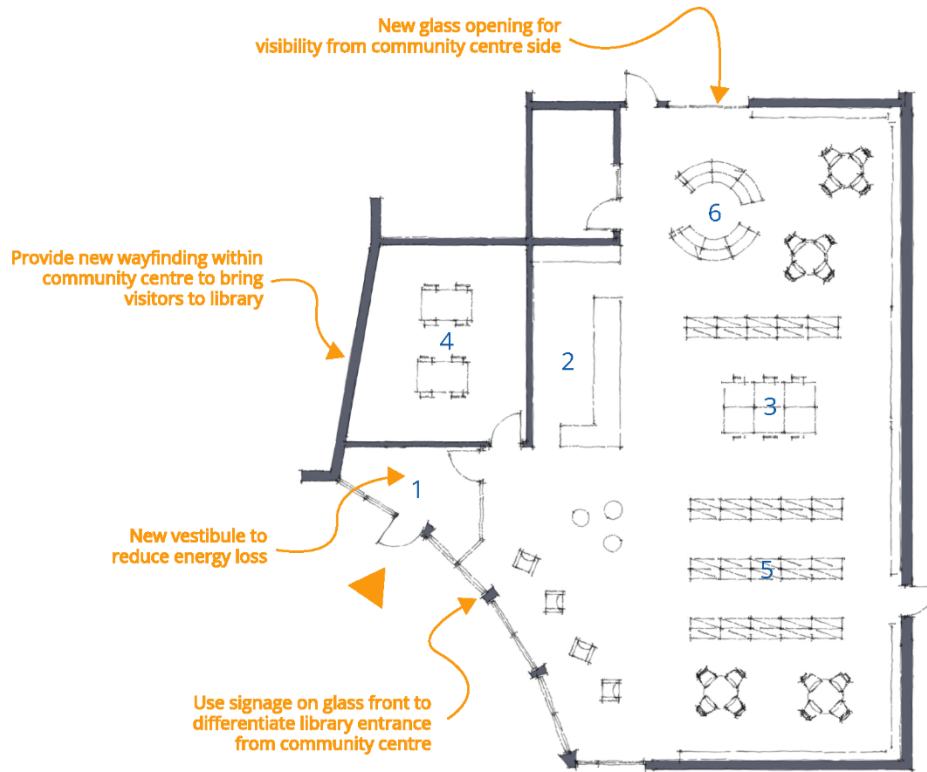 New glass opening for
visibility from community centre side
6
Provide new wayfinding within
community centre to bring
visitors to library
4
2
3
1
New vestibule to
reduce energy loss
5
Use signage on glass front to
differentiate library entrance
from community centre